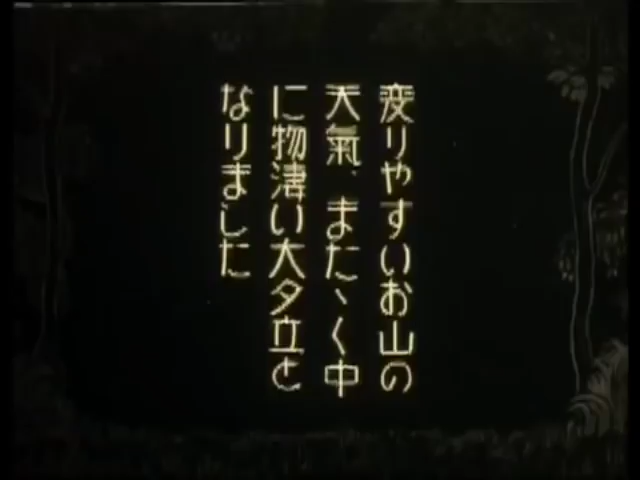 変りやすいお山の
天氣、またゝく中
に物凄い大夕立と
なりました